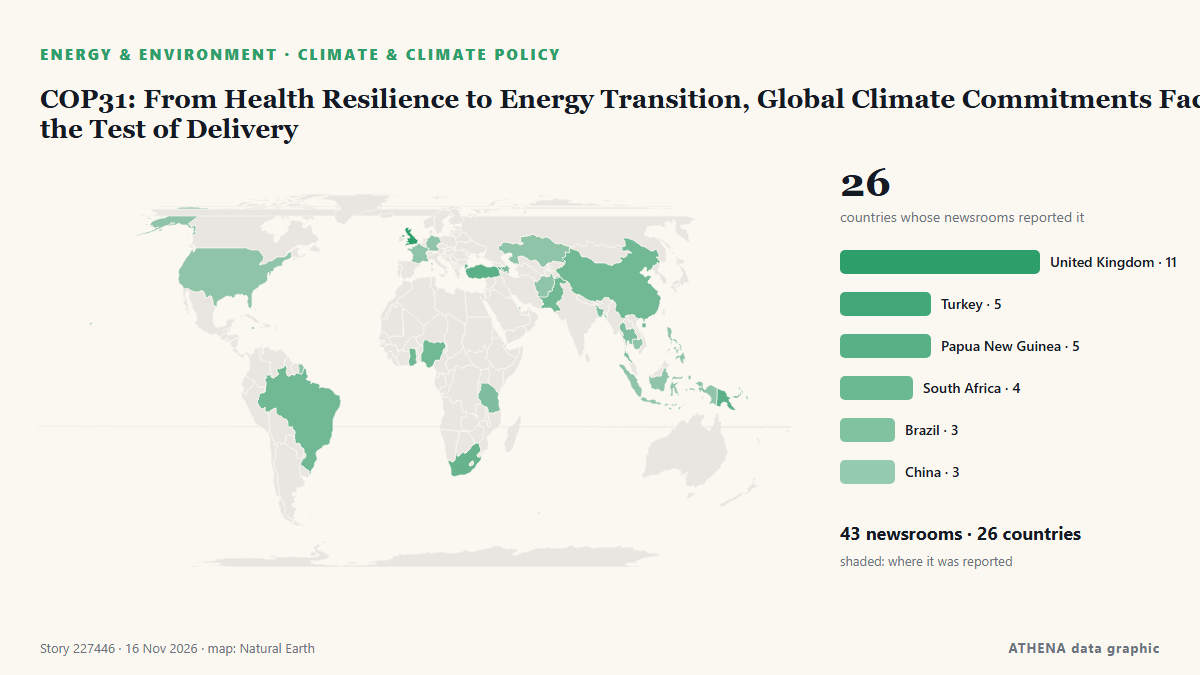 ENERGY & ENVIRONMENT · CLIMATE & CLIMATE POLICY
COP31: From Health Resilience to Energy Transition, Global Climate Commitments Fac
the Test of Delivery
26
countries whose newsrooms reported it
United Kingdom · 11
Turkey · 5
Papua New Guinea · 5
South Africa · 4
Brazil · 3
China · 3
43 newsrooms · 26 countries
shaded: where it was reported
Story 227446 · 16 Nov 2026 · map: Natural Earth
ATHENA data graphic